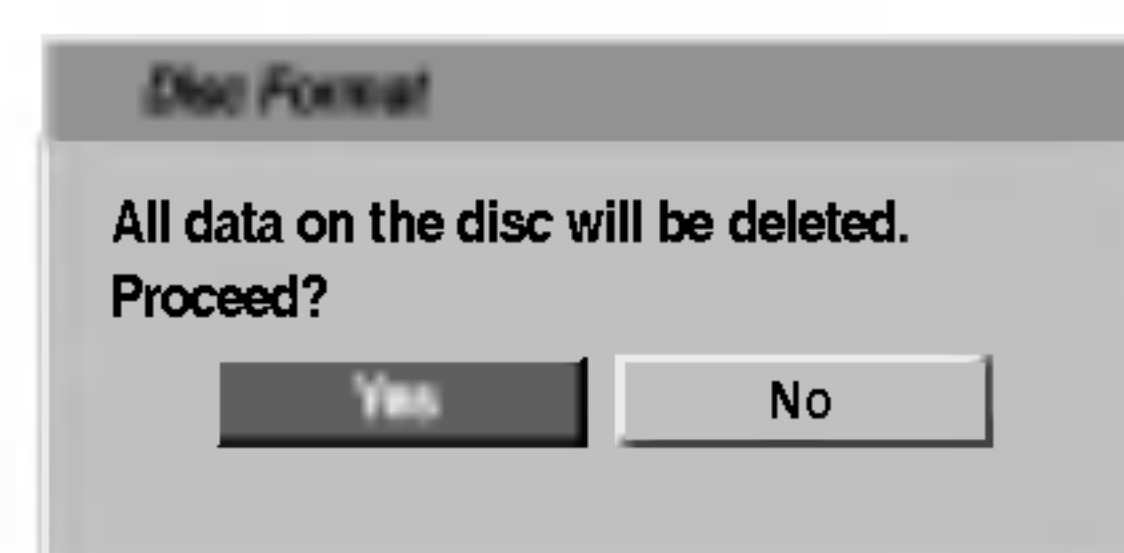 Disc Format
All data on the disc will be deleted.
Proceed?
Yes
No